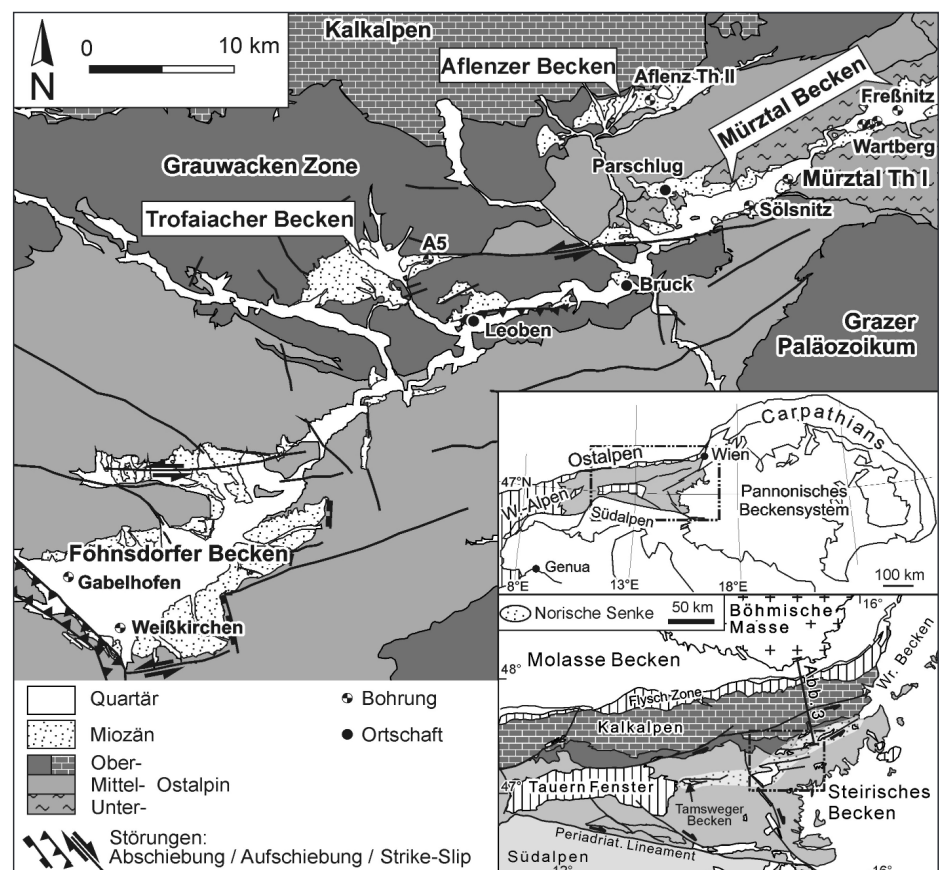 0 10 km
N
Kalkalpen
Aflenzer Becken
Aflenz Th II
Mürztal Becken
Freßnitz
Wartberg
Grauwacken Zone
Parschlug
Mürztal Th I
Trofaiacher Becken
Sölsnitz
A5
Bruck
Leoben
Grazer
Paläozoikum
Fohnsdorfer Becken
Gabelhofen
Weißkirchen
Carpathians
Ostalpen
Wien
47°N
W.-Alpen
Südalpen
Pannonisches
Beckensystem
Genua
8°E
13°E
18°E
100 km
Norische Senke
50 km
Böhmische
Masse
16°
48°
Molasse Becken
Flysch Zone
Wr. Becken
Abb. 3
Kalkalpen
47°
Tauern Fenster
Tamsweger
Becken
Steirisches
Becken
Periadriat. Lineament
Südalpen
16°
Quartär
Miozän
Ober-
Mittel- Ostalpin
Unter-
Bohrung
Ortschaft
Störungen:
Abschiebung / Aufschiebung / Strike-Slip